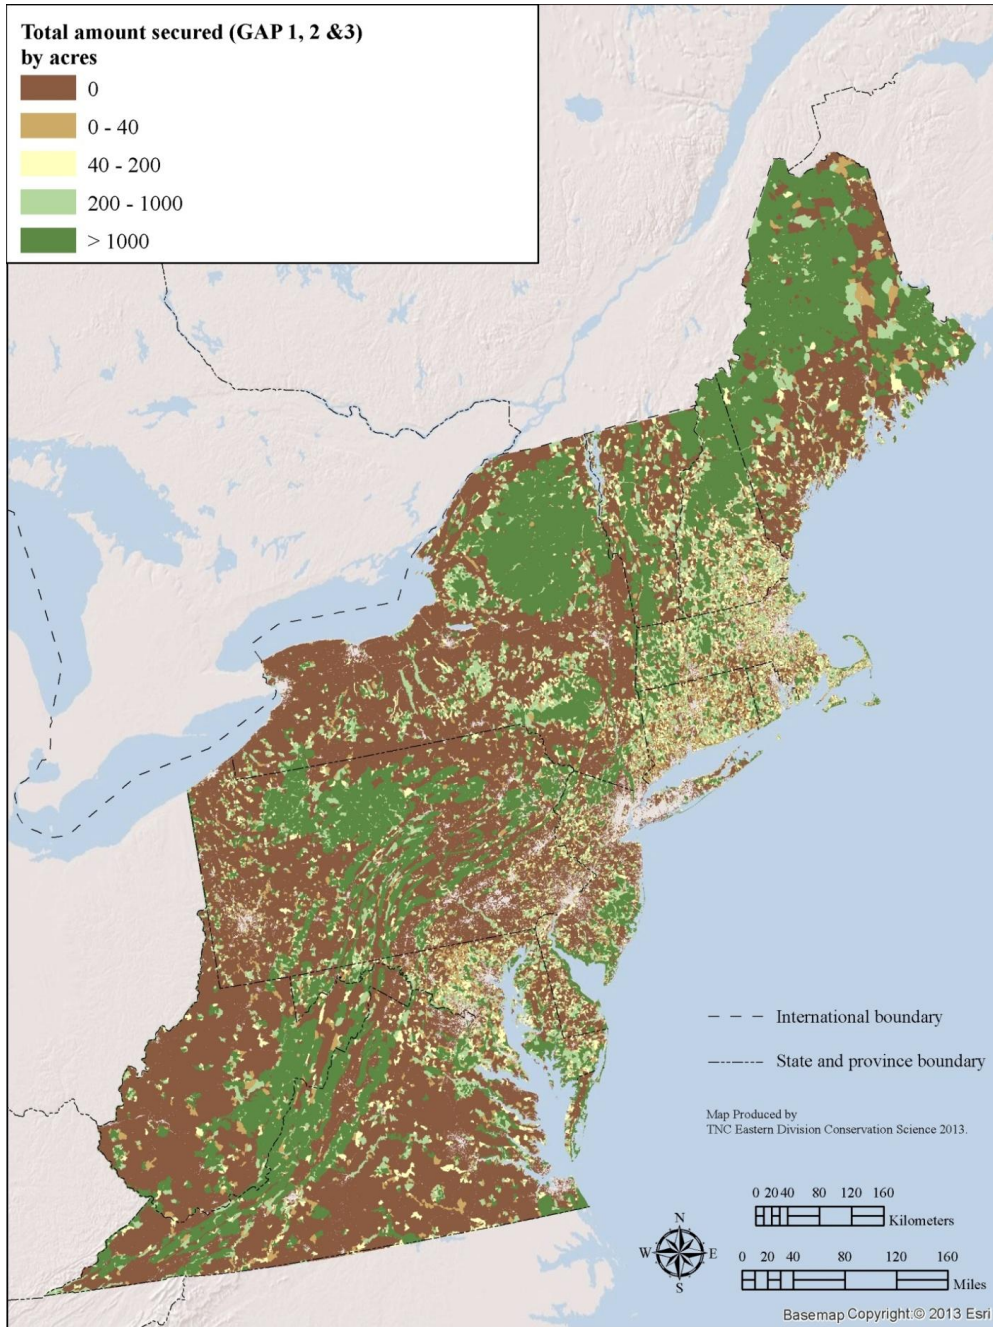 Total amount secured (GAP 1, 2 &3)
by acres
0
0 - 40
40 - 200
200 - 1000
> 1000
International boundary
State and province boundary
Map Produced by
TNC Eastern Division Conservation Science 2013.
0 20 40 80 120 160
Kilometers
N
W E
S
0 20 40 80 120 160
Miles
Basemap Copyright:© 2013 Esri